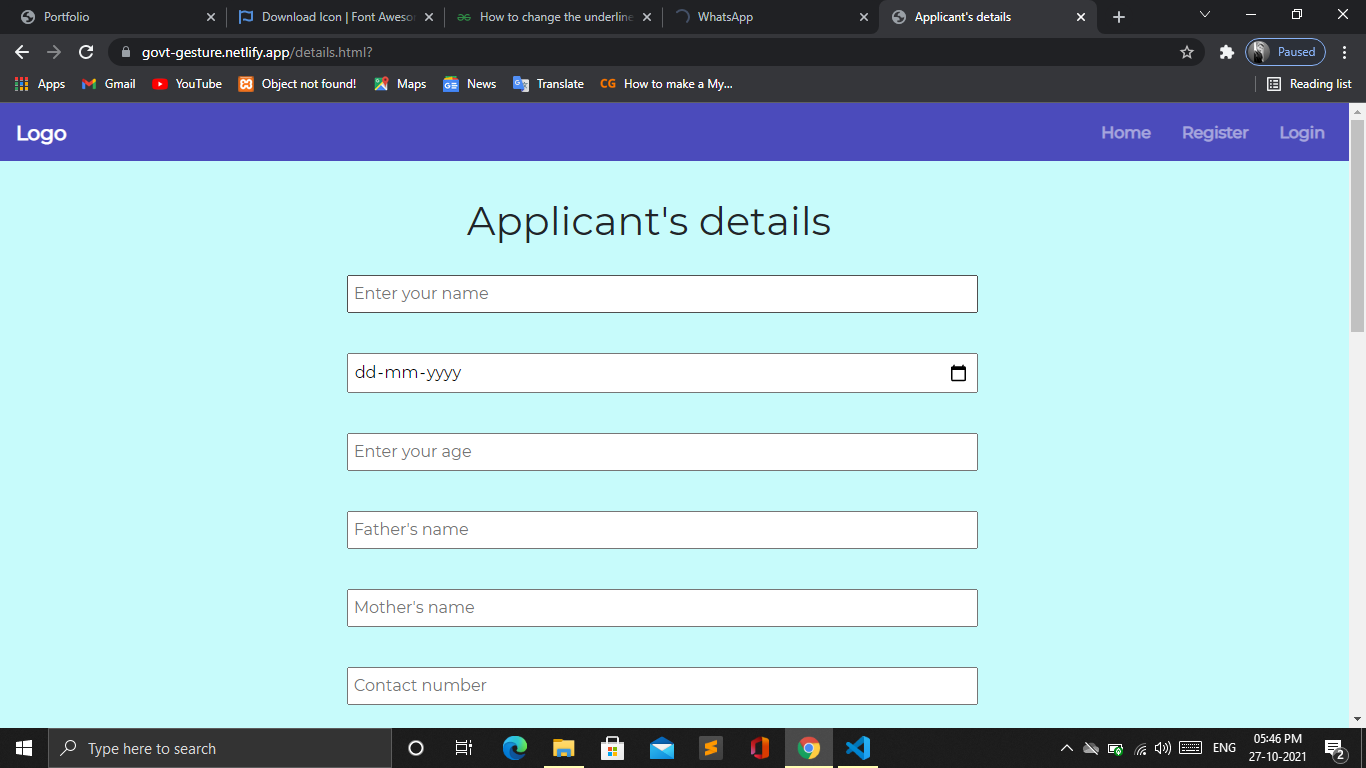 Portfolio
Download Icon | Font Aweso
How to change the underline
WhatsApp
Applicant's details
govt-gesture.netlify.app/details.html?
Paused
Apps
Gmail
YouTube
Object not found!
Maps
News
Translate
CG How to make a My...
Reading list
Logo
Home
Register
Login
Applicant's details
Enter your name
dd-mm-yyyy
Enter your age
Father's name
Mother's name
Contact number
Type here to search
ENG
05:46 PM
27-10-2021
2